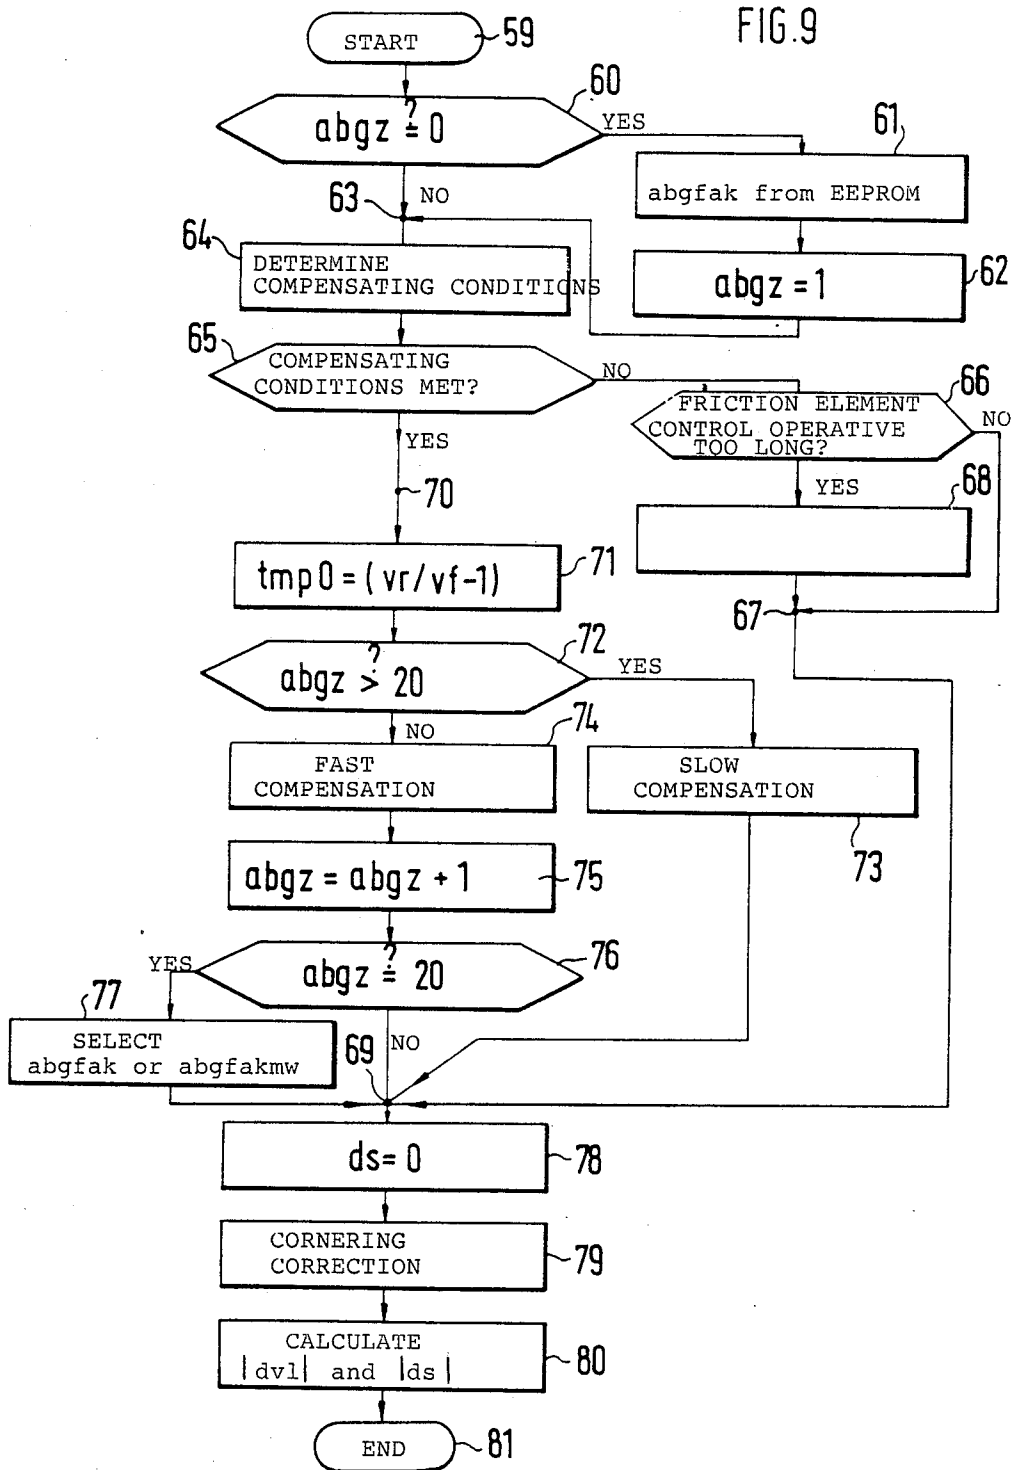 FIG.9
START
59
60
abgz ≟ 0
YES
61
abgfak from EEPROM
NO
63
64
DETERMINE
COMPENSATING CONDITIONS
abgz = 1
62
65
COMPENSATING
CONDITIONS MET?
NO
66
FRICTION ELEMENT
CONTROL OPERATIVE
TOO LONG?
NO
YES
YES
68
70
tmp0 = (vr/vf-1)
71
67
72
abgz >? 20
YES
NO
74
FAST
COMPENSATION
SLOW
COMPENSATION
73
abgz = abgz + 1
75
76
abgz ≟ 20
YES
77
SELECT
abgfak or abgfakmw
69
NO
ds= 0
78
CORNERING
CORRECTION
79
CALCULATE
|dvl| and |ds|
80
END
81